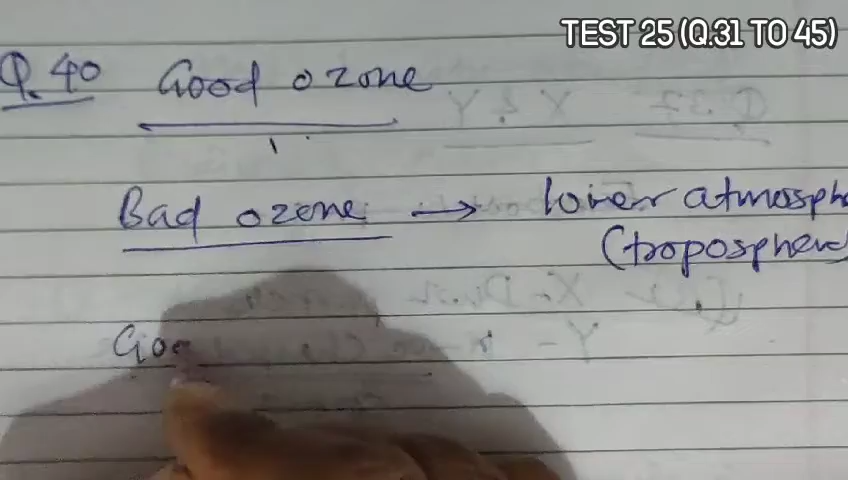 TEST 25 (Q.31 TO 45)
Q.40 Good ozone
Bad ozone → lower atmosph
(troposphere)
Goo